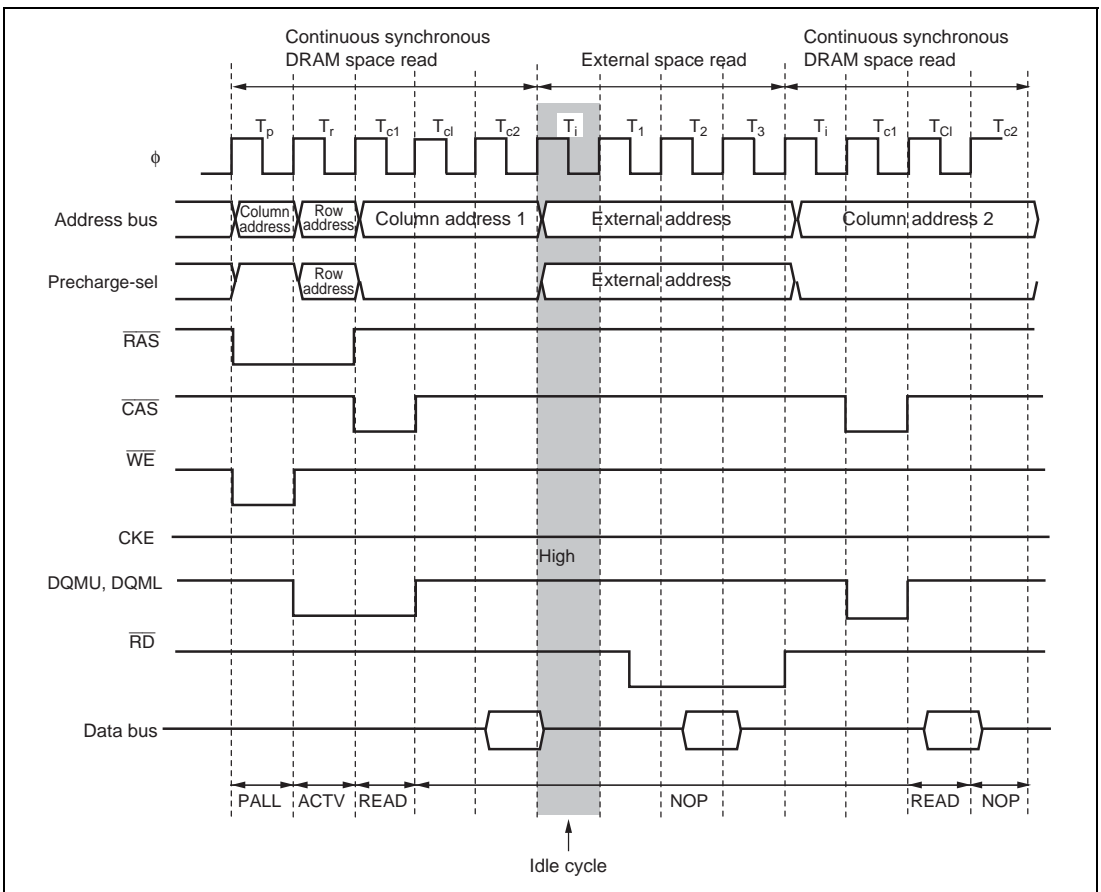 Continuous synchronous
DRAM space read
External space read
Continuous synchronous
DRAM space read
Tp Tr Tc1 Tcl Tc2 Ti T1 T2 T3 Ti Tc1 TCl Tc2
ϕ
Address bus
Column address
Row address
Column address 1
External address
Column address 2
Precharge-sel
Row address
External address
RAS
CAS
WE
CKE
High
DQMU, DQML
RD
Data bus
PALL ACTV READ NOP READ NOP
Idle cycle